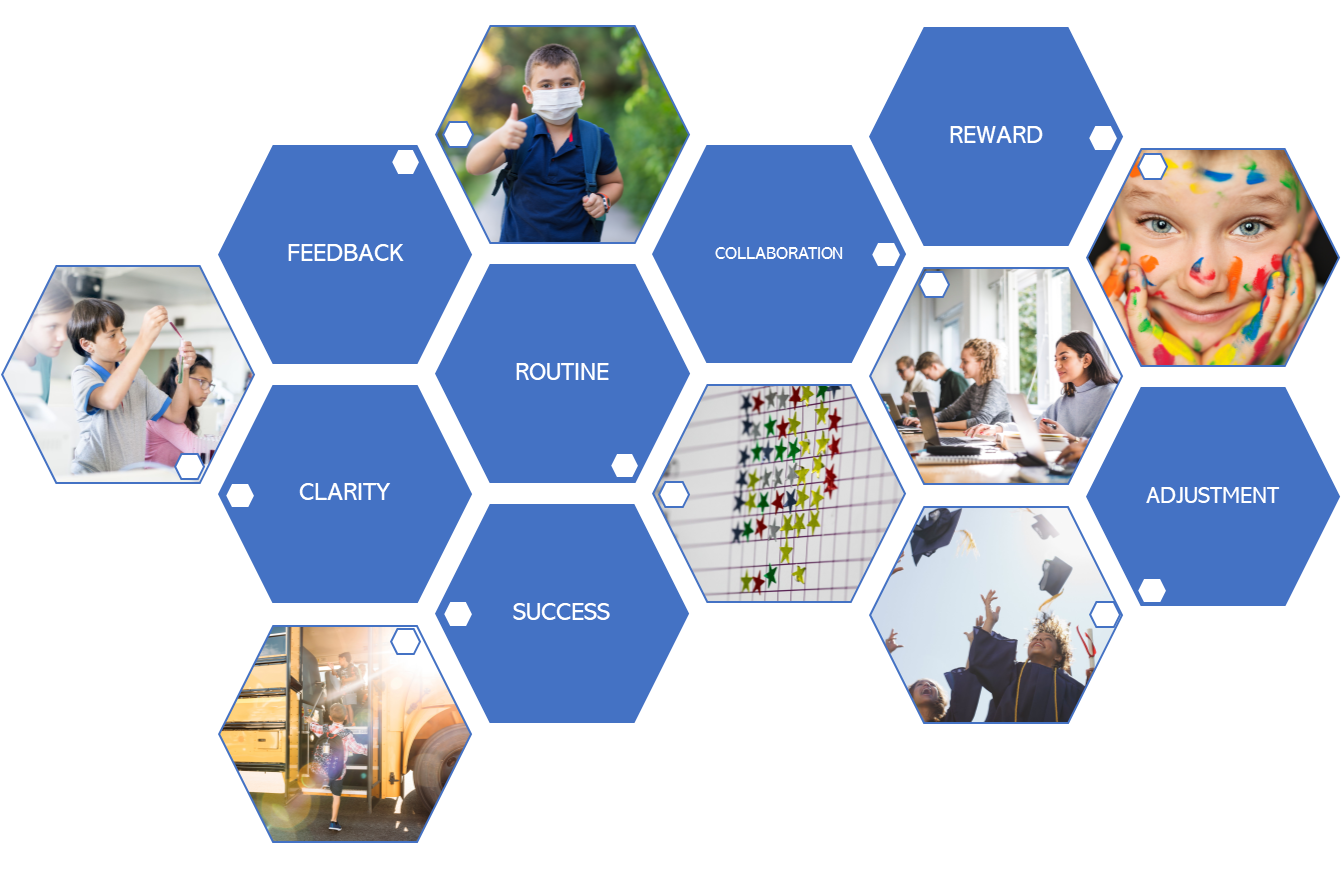 REWARD
FEEDBACK
COLLABORATION
ROUTINE
CLARITY
ADJUSTMENT
SUCCESS